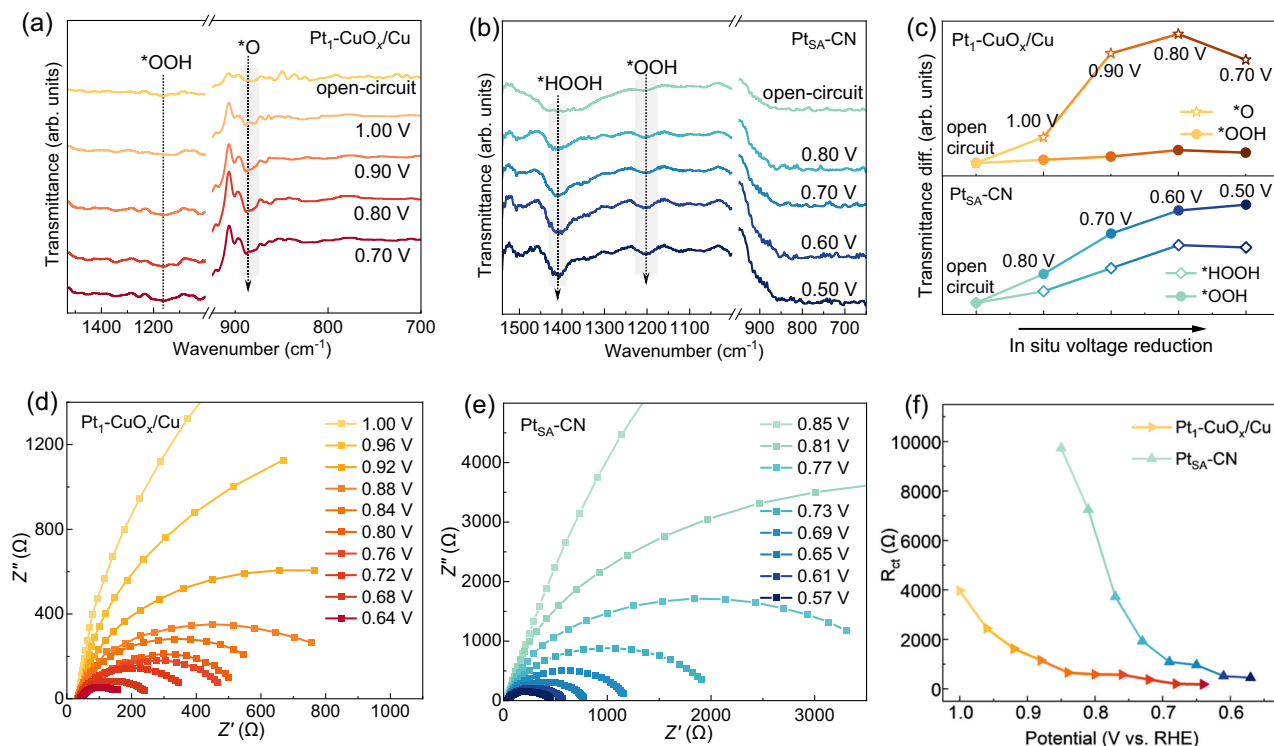 (a)
Pt₁-CuOₓ/Cu
*OOH
*O
open-circuit
1.00 V
0.90 V
0.80 V
0.70 V
Transmittance (arb. units)
1400 1200 900 800 700
Wavenumber (cm⁻¹)
(b)
Pt_SA-CN
*HOOH
*OOH
open-circuit
0.80 V
0.70 V
0.60 V
0.50 V
Transmittance (arb. units)
1500 1400 1300 1200 1100 900 800 700
Wavenumber (cm⁻¹)
(c)
Pt₁-CuOₓ/Cu
open
circuit
1.00 V
0.90 V
0.80 V
0.70 V
*O
*OOH
Pt_SA-CN
open
circuit
0.80 V
0.70 V
0.60 V
0.50 V
*HOOH
*OOH
Transmittance diff. (arb. units)
In situ voltage reduction
(d)
Pt₁-CuOₓ/Cu
1.00 V
0.96 V
0.92 V
0.88 V
0.84 V
0.80 V
0.76 V
0.72 V
0.68 V
0.64 V
Z″ (Ω)
1200
800
400
0
0 200 400 600 800 1000
Z′ (Ω)
(e)
Pt_SA-CN
0.85 V
0.81 V
0.77 V
0.73 V
0.69 V
0.65 V
0.61 V
0.57 V
Z″ (Ω)
5000
4000
3000
2000
1000
0
0 1000 2000 3000
Z′ (Ω)
(f)
Pt₁-CuOₓ/Cu
Pt_SA-CN
R_ct (Ω)
10000
8000
6000
4000
2000
0
1.0 0.9 0.8 0.7 0.6
Potential (V vs. RHE)